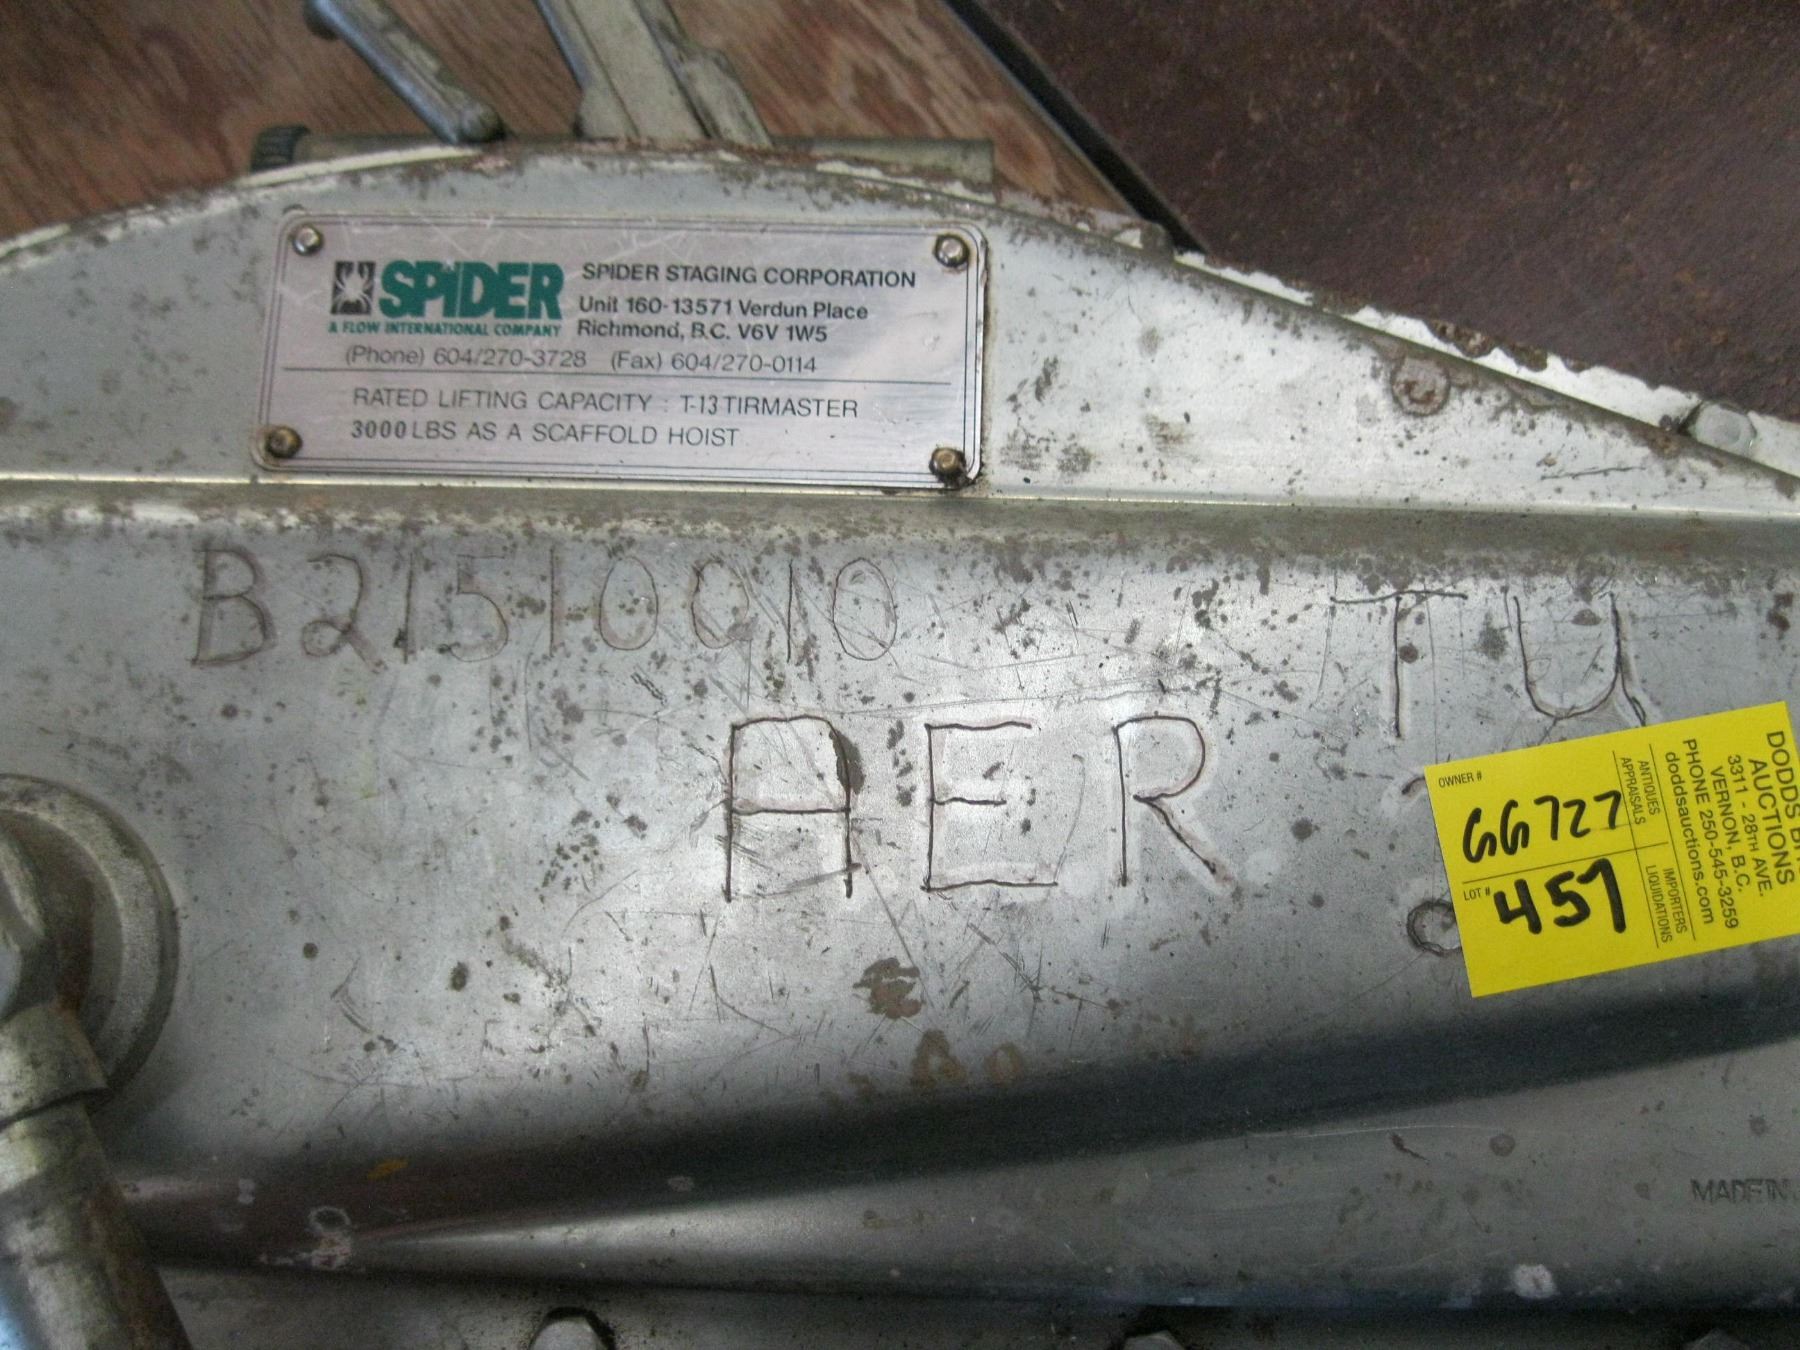 SPIDER
A FLOW INTERNATIONAL COMPANY
SPIDER STAGING CORPORATION
Unit 160-13571 Verdun Place
Richmond, B.C. V6V 1W5
(Phone) 604/270-3728 (Fax) 604/270-0114
RATED LIFTING CAPACITY : T-13 TIRMASTER
3000 LBS AS A SCAFFOLD HOIST
B21510010
TU
AER
OWNER #
66727
LOT #
457
ANTIQUES
APPRAISALS
IMPORTERS
LIQUIDATIONS
DODDS
AUCTIONS
3311 - 28TH AVE.
VERNON, B.C.
PHONE 250-545-3259
doddsauctions.com
MADE IN